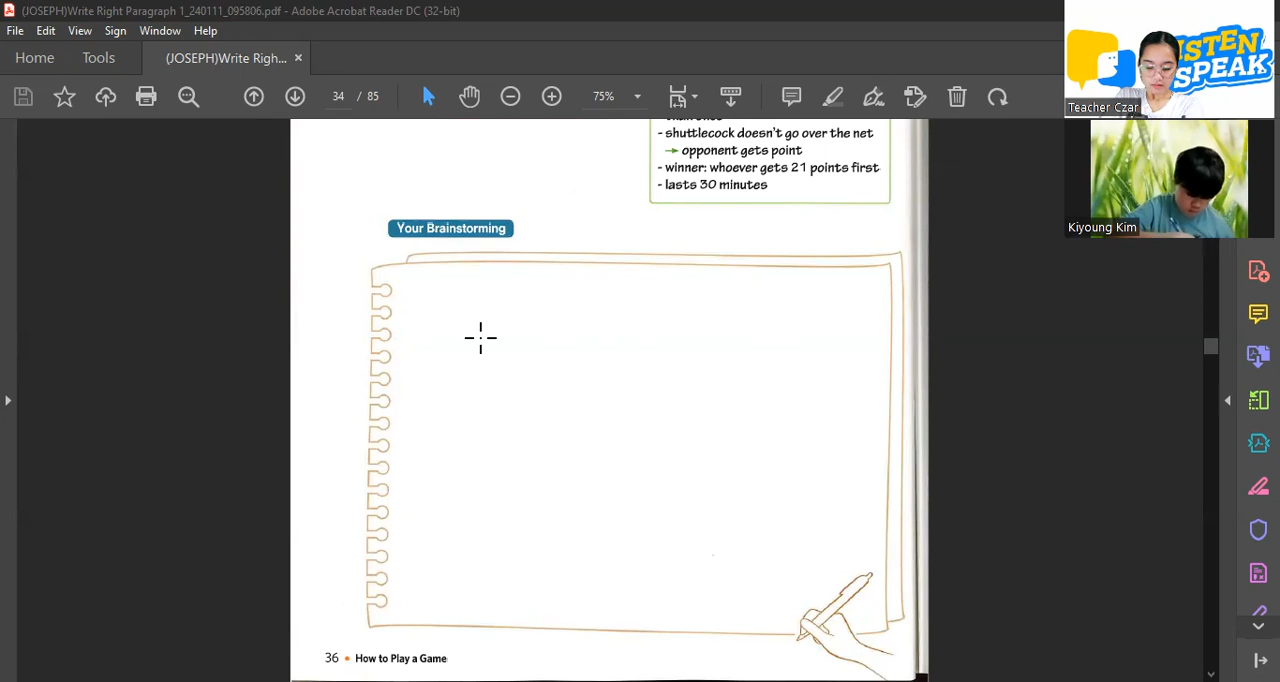 (JOSEPH)Write Right Paragraph 1_240111_095806.pdf - Adobe Acrobat Reader DC (32-bit)
File Edit View Sign Window Help
Home Tools (JOSEPH)Write Righ... ×
34 / 85 75%
- shuttlecock doesn't go over the net
→ opponent gets point
- winner: whoever gets 21 points first
- lasts 30 minutes
Your Brainstorming
36 • How to Play a Game
SPEAK
Teacher Czar
Kiyoung Kim